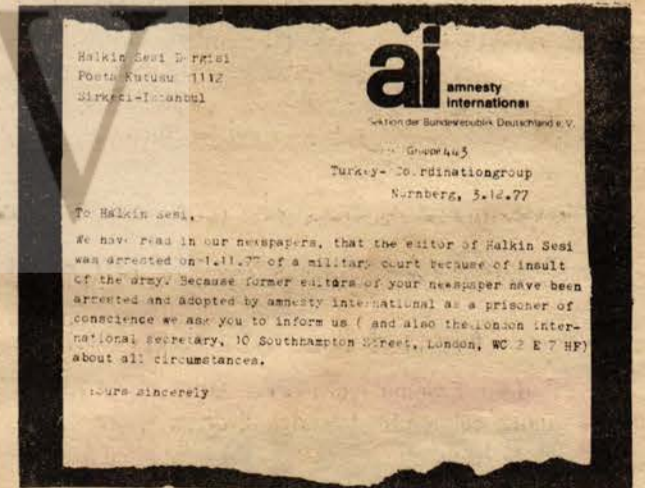 Halkin Sesi Dergisi
Posta Kutusu 1112
Sirkeci-Istanbul
ai
amnesty
international
Sektion der Bundesrepublik Deutschland e.V.
Gruppe 443
Turkey- Coordinationgroup
Nürnberg, 3.12.77
To Halkin Sesi,
We have read in our newspapers, that the editor of Halkin Sesi
was arrested on 1.11.77 of a military court because of insult
of the army. Because former editors of your newspaper have been
arrested and adopted by amnesty international as a prisoner of
conscience we ask you to inform us ( and also the London inter-
national secretary, 10 Southhampton Street, London, WC 2 E 7 HF)
about all circumstances.
Yours sincerely